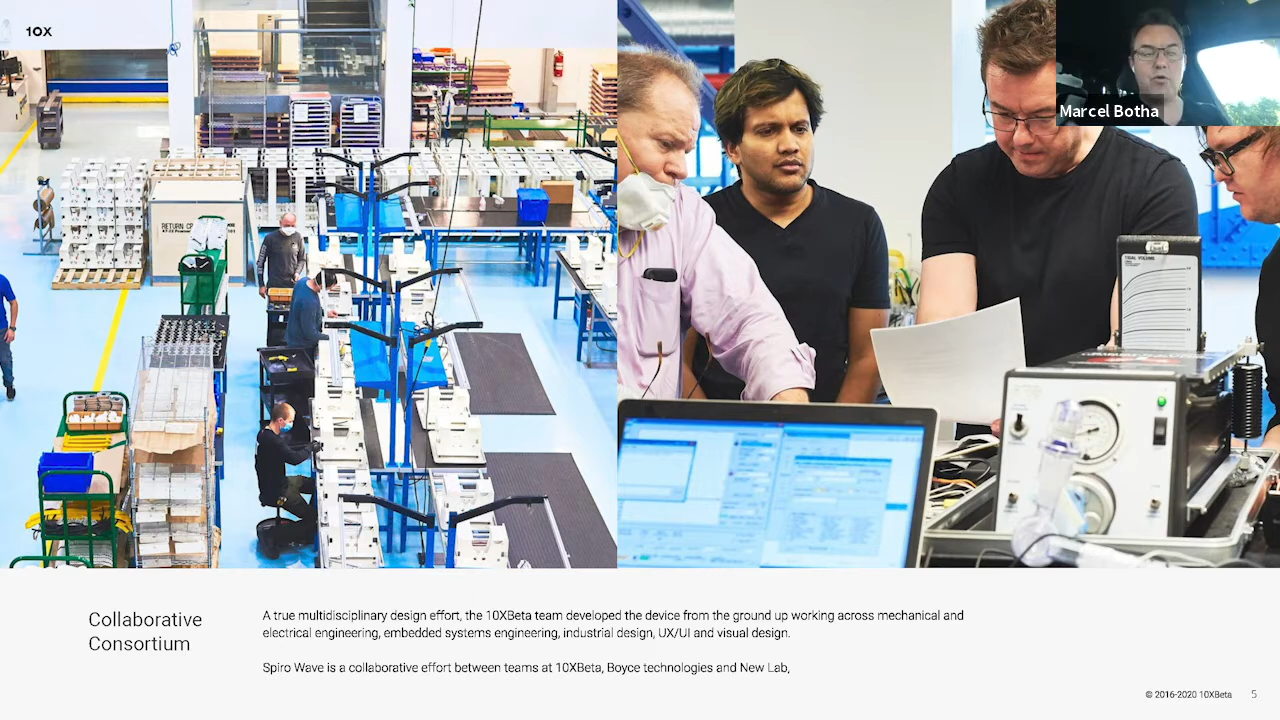 10X
Marcel Botha
RETURN
TIDAL VOLUME
Collaborative
Consortium
A true multidisciplinary design effort, the 10XBeta team developed the device from the ground up working across mechanical and
electrical engineering, embedded systems engineering, industrial design, UX/UI and visual design.
Spiro Wave is a collaborative effort between teams at 10XBeta, Boyce technologies and New Lab,
© 2016-2020 10XBeta
5